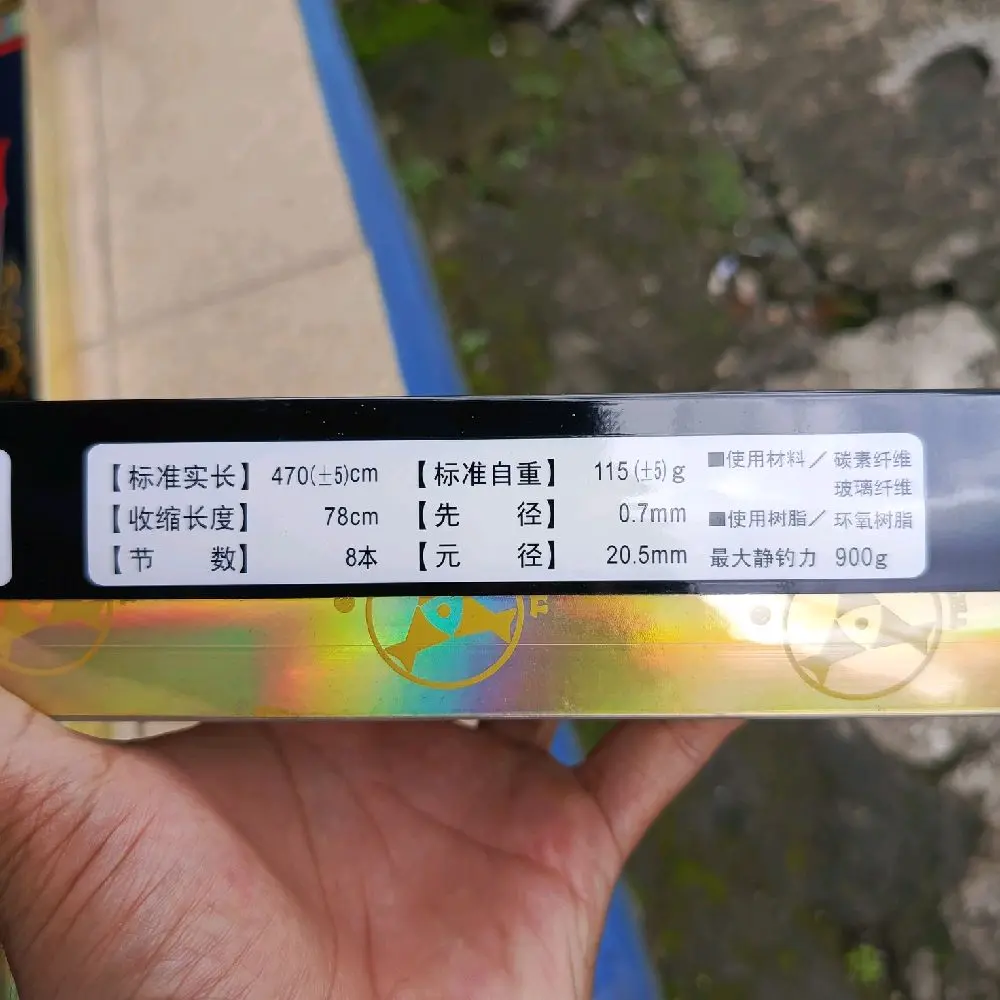 【标准实长】 470(±5)cm 【标准自重】 115(±5)g ■使用材料／碳素纤维
玻璃纤维
【收缩长度】 78cm 【先 径】 0.7mm ■使用树脂／环氧树脂
【节 数】 8本 【元 径】 20.5mm 最大静钓力 900g